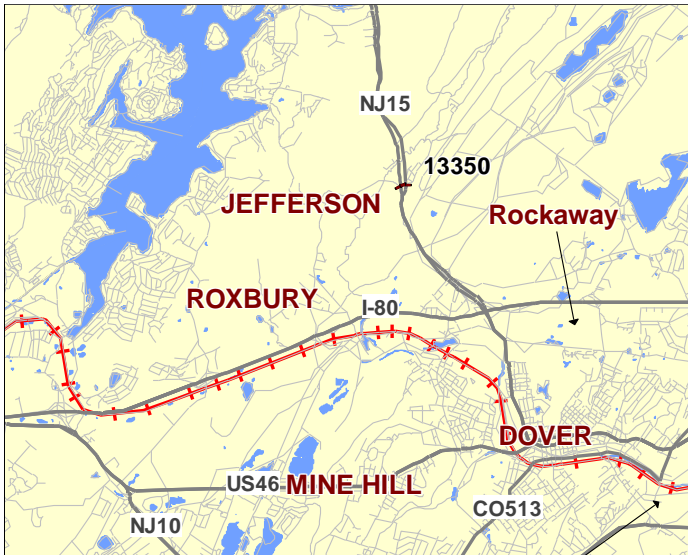 NJ15
13350
JEFFERSON
Rockaway
ROXBURY
I-80
DOVER
US46
MINE HILL
CO513
NJ10